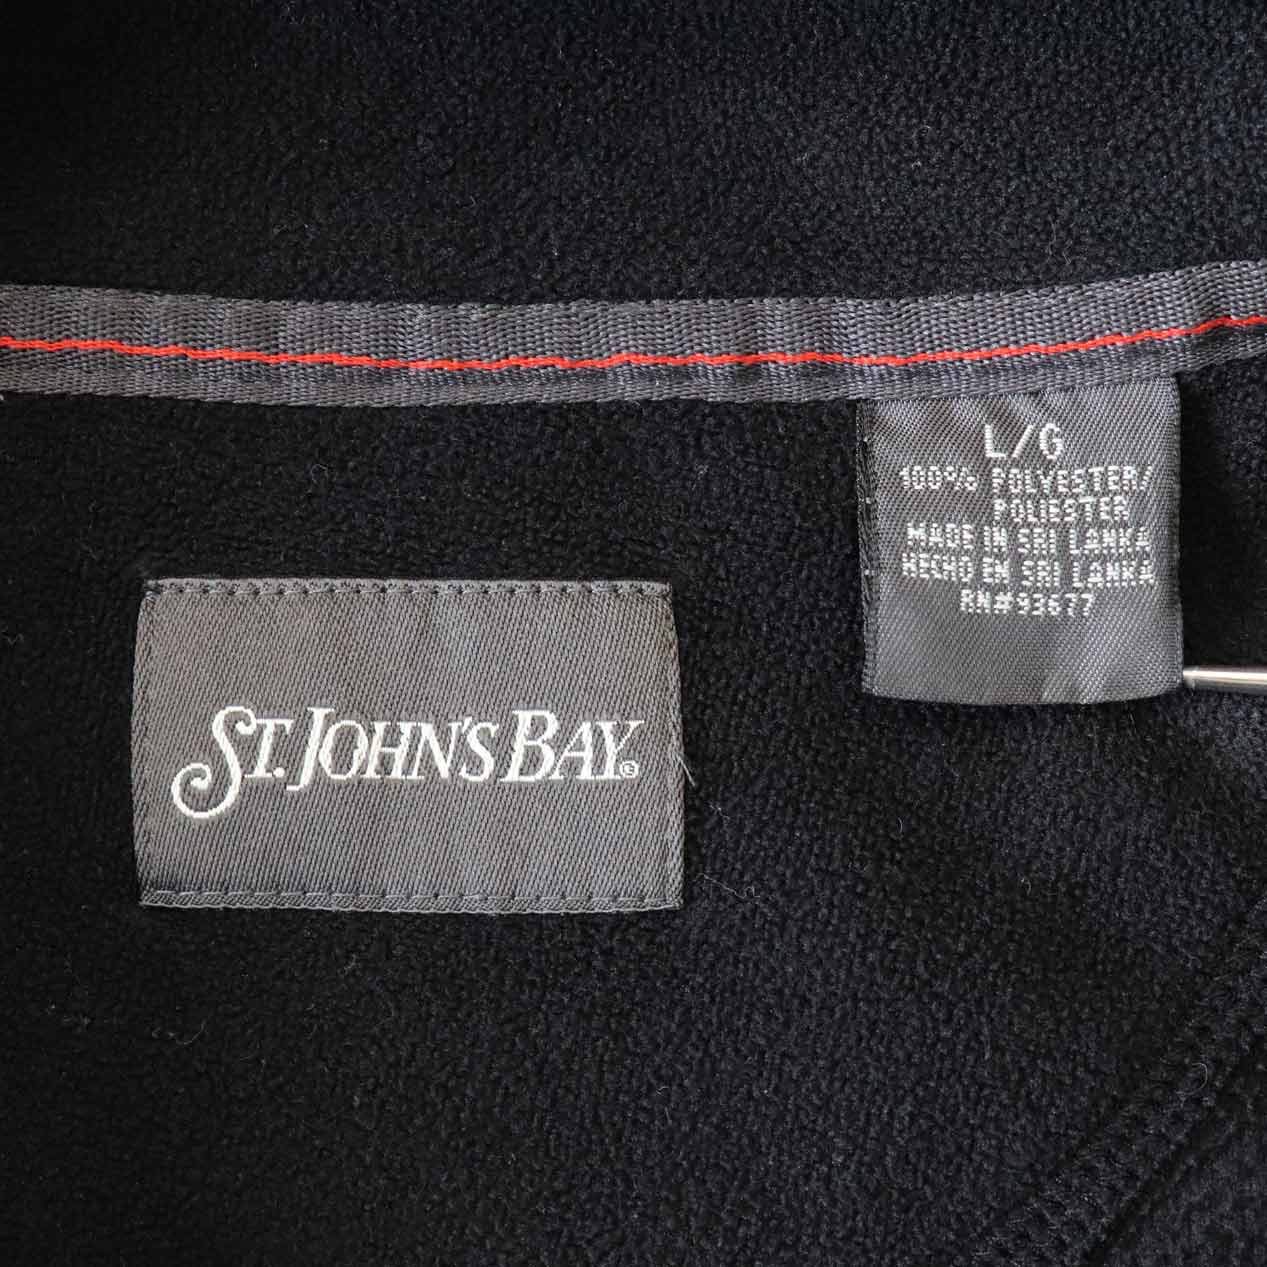 L/G
100% POLYESTER/
POLIESTER
MADE IN SRI LANKA
HECHO EN SRI LANKA
RN#93677
ST. JOHN'S BAY®